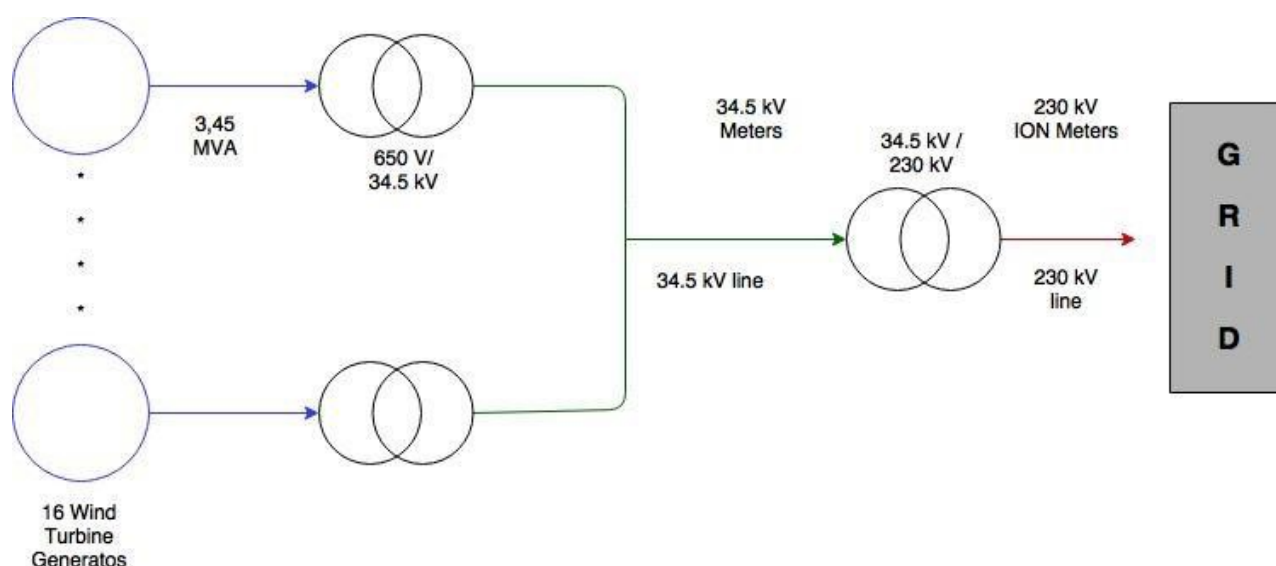 3,45
MVA
650 V/
34.5 kV
16 Wind
Turbine
Generatos
34.5 kV
Meters
34.5 kV line
34.5 kV /
230 kV
230 kV
ION Meters
230 kV
line
G
R
I
D